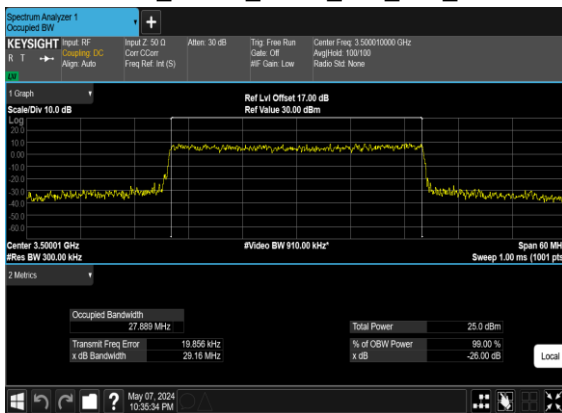 Spectrum Analyzer 1
Occupied BW
+
KEYSIGHT Input: RF Input Z: 50 Ω Atten: 30 dB Trig: Free Run Center Freq: 3.500010000 GHz
R T Coupling: DC Corr CCorr Gate: Off Avg|Hold: 100/100
Align: Auto Freq Ref: Int (S) #IF Gain: Low Radio Std: None
1 Graph
Ref Lvl Offset 17.00 dB
Scale/Div 10.0 dB Ref Value 30.00 dBm
Log
20.0
10.0
0.00
-10.0
-20.0
-30.0
-40.0
-50.0
-60.0
Center 3.50001 GHz #Video BW 910.00 kHz* Span 60 MH
#Res BW 300.00 kHz Sweep 1.00 ms (1001 pts
2 Metrics
Occupied Bandwidth
27.889 MHz Total Power 25.0 dBm
Transmit Freq Error 19.856 kHz % of OBW Power 99.00 %
x dB Bandwidth 29.16 MHz x dB -26.00 dB
Local
? May 07, 2024
10:35:34 PM